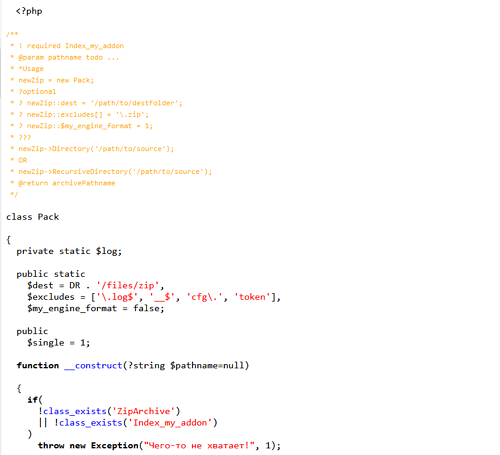 <?php
/**
* ! required Index_my_addon
* @param pathname todo ...
* *Usage
* newZip = new Pack;
* ?optional
* ? newZip::dest = '/path/to/destfolder';
* ? newZip::excludes[] = '\.zip';
* ? newZip::$my_engine_format = 1;
* ???
* newZip->Directory('/path/to/source');
* OR
* newZip->RecursiveDirectory('/path/to/source');
* @return archivePathname
*/
class Pack
{
private static $log;
public static
$dest = DR . '/files/zip',
$excludes = ['\.log$', '__$', 'cfg\.', 'token'],
$my_engine_format = false;
public
$single = 1;
function __construct(?string $pathname=null)
{
if(
!class_exists('ZipArchive')
|| !class_exists('Index_my_addon')
)
throw new Exception("Чего-то не хватает!", 1);